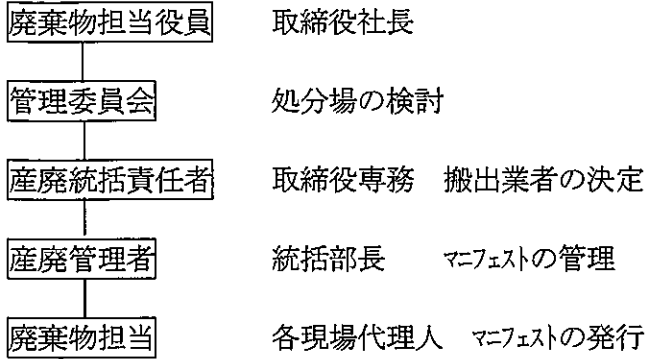 廃棄物担当役員　取締役社長
管理委員会　処分場の検討
産廃統括責任者　取締役専務　搬出業者の決定
産廃管理者　統括部長　ﾏﾆﾌｪｽﾄの管理
廃棄物担当　各現場代理人　ﾏﾆﾌｪｽﾄの発行